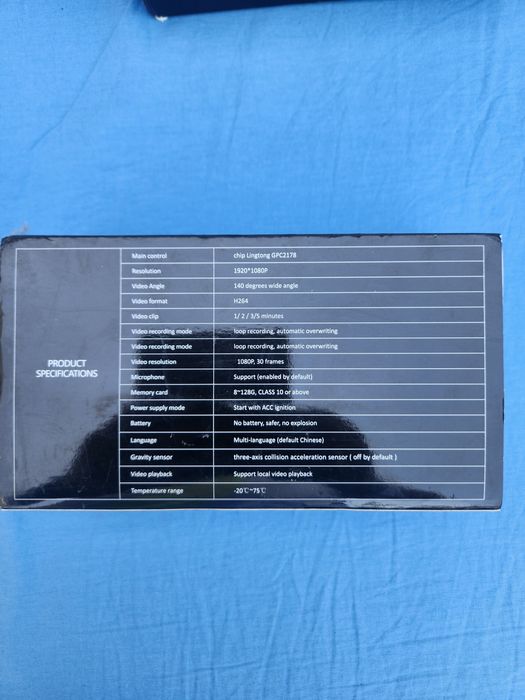 PRODUCT
SPECIFICATIONS
Main control chip Lingtong GPC2178
Resolution 1920*1080P
Video Angle 140 degrees wide angle
Video format H264
Video clip 1/ 2 / 3/5 minutes
Video recording mode loop recording, automatic overwriting
Video recording mode loop recording, automatic overwriting
Video resolution 1080P, 30 frames
Microphone Support (enabled by default)
Memory card 8~128G, CLASS 10 or above
Power supply mode Start with ACC ignition
Battery No battery, safer, no explosion
Language Multi-language (default Chinese)
Gravity sensor three-axis collision acceleration sensor ( off by default )
Video playback Support local video playback
Temperature range -20℃~75℃